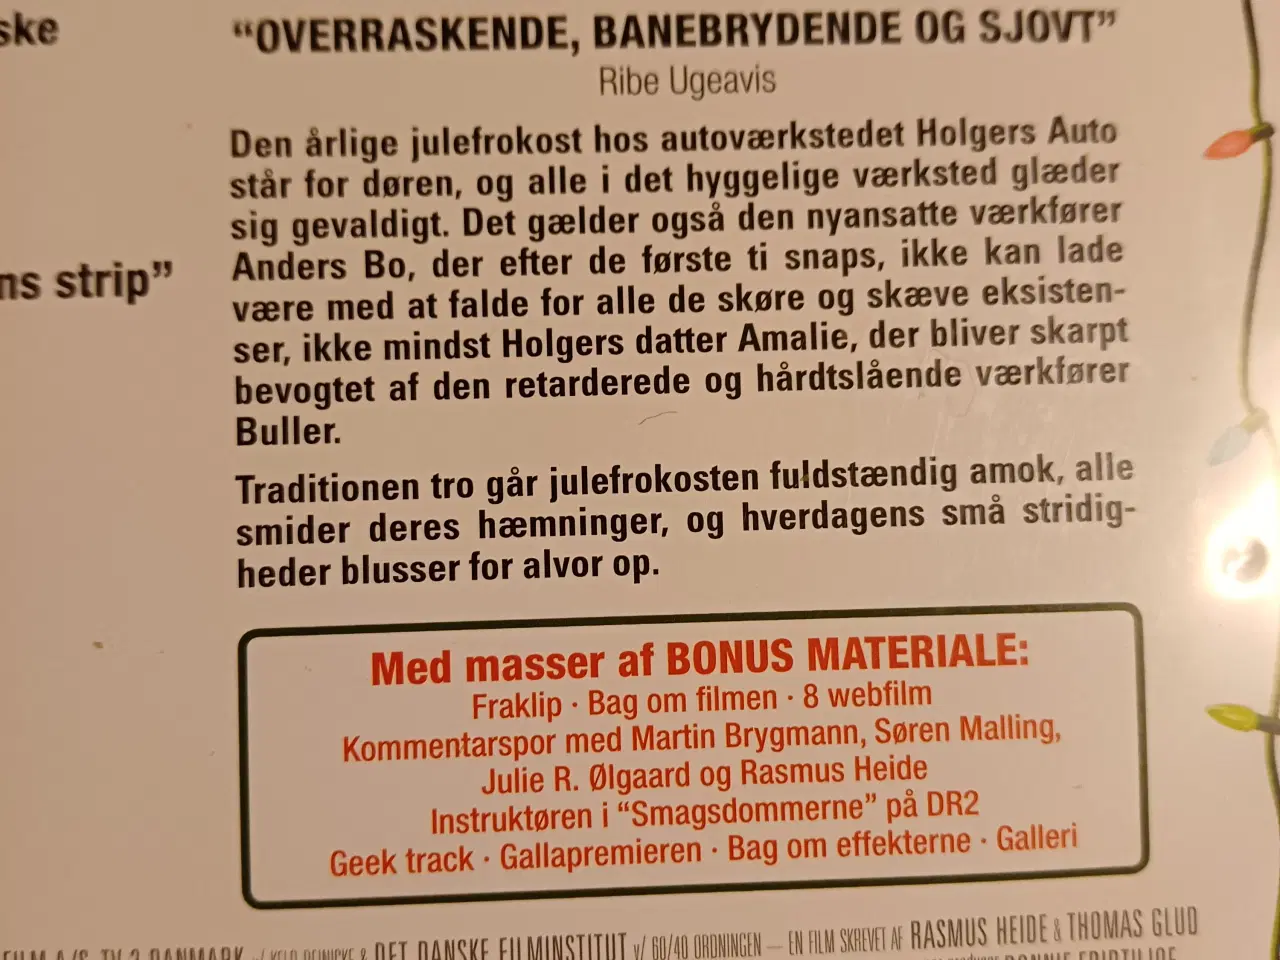 ske
“OVERRASKENDE, BANEBRYDENDE OG SJOVT”
Ribe Ugeavis
Den årlige julefrokost hos autoværkstedet Holgers Auto
står for døren, og alle i det hyggelige værksted glæder
sig gevaldigt. Det gælder også den nyansatte værkfører
Anders Bo, der efter de første ti snaps, ikke kan lade
være med at falde for alle de skøre og skæve eksisten-
ser, ikke mindst Holgers datter Amalie, der bliver skarpt
bevogtet af den retarderede og hårdtslående værkfører
Buller.
ns strip”
Traditionen tro går julefrokosten fuldstændig amok, alle
smider deres hæmninger, og hverdagens små stridig-
heder blusser for alvor op.
Med masser af BONUS MATERIALE:
Fraklip · Bag om filmen · 8 webfilm
Kommentarspor med Martin Brygmann, Søren Malling,
Julie R. Ølgaard og Rasmus Heide
Instruktøren i “Smagsdommerne” på DR2
Geek track · Gallapremieren · Bag om effekterne · Galleri
FILM A/S, TV 2 DANMARK v/ & DET DANSKE FILMINSTITUT v/ 60/40 ORDNINGEN – EN FILM SKREVET AF RASMUS HEIDE & THOMAS GLUD